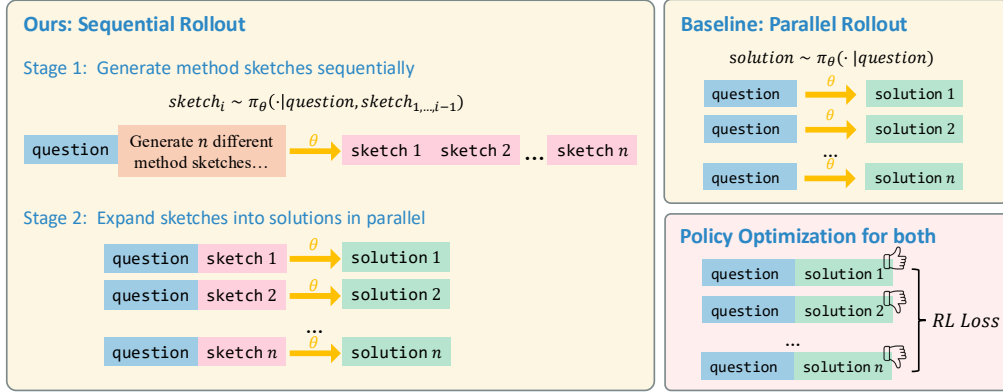 Ours: Sequential Rollout
Stage 1: Generate method sketches sequentially
sketch_i ~ π_θ(·|question, sketch_{1,...,i−1})
question
Generate n different
method sketches…
θ
sketch 1 sketch 2 ... sketch n
Stage 2: Expand sketches into solutions in parallel
question sketch 1 θ solution 1
question sketch 2 θ solution 2
...
question sketch n θ solution n
Baseline: Parallel Rollout
solution ~ π_θ(· |question)
question θ solution 1
question θ solution 2
...
question θ solution n
Policy Optimization for both
question solution 1
question solution 2
...
question solution n
RL Loss